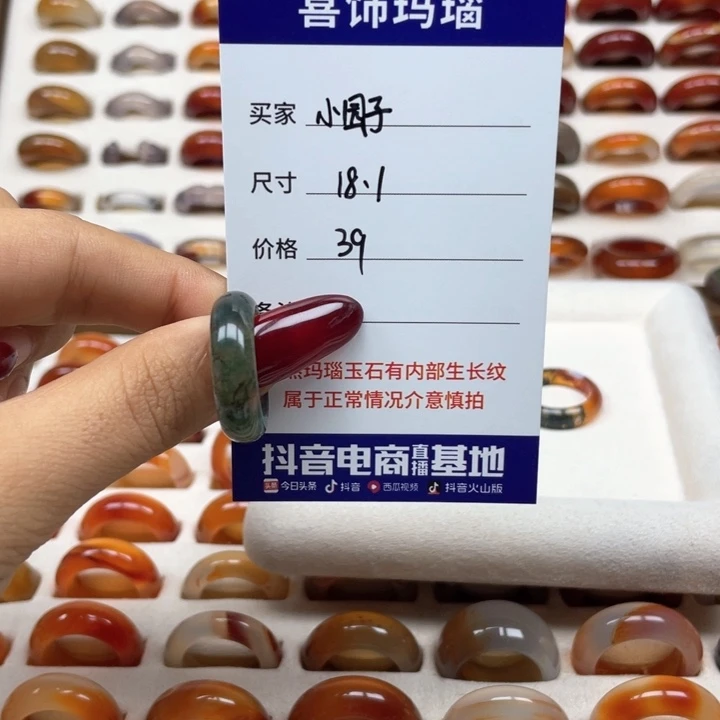 喜饰玛瑙
买家 小园子
尺寸 18.1
价格 39
然玛瑙玉石有内部生长纹
属于正常情况介意慎拍
抖音电商直播基地
头条 今日头条 抖音 西瓜视频 抖音火山版